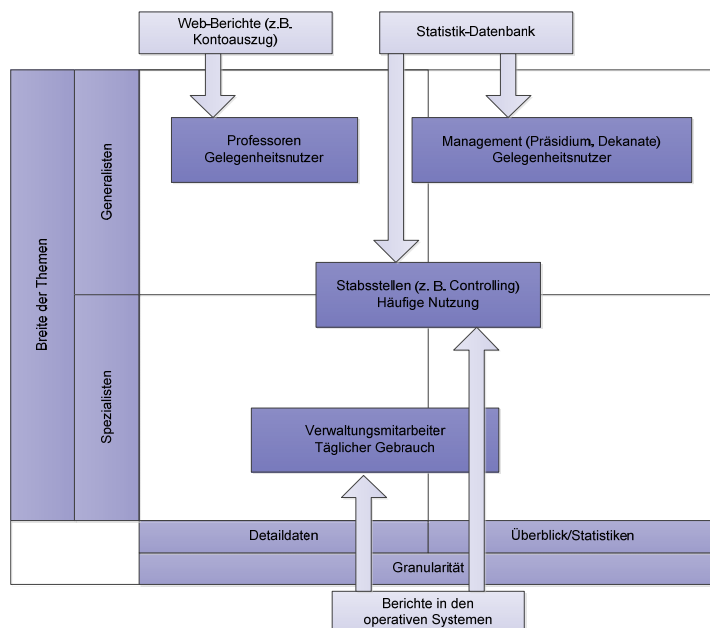 Web-Berichte (z.B.
Kontoauszug)
Statistik-Datenbank
Professoren
Gelegenheitsnutzer
Management (Präsidium, Dekanate)
Gelegenheitsnutzer
Generalisten
Breite der Themen
Stabsstellen (z. B. Controlling)
Häufige Nutzung
Spezialisten
Verwaltungsmitarbeiter
Täglicher Gebrauch
Detaildaten
Überblick/Statistiken
Granularität
Berichte in den
operativen Systemen